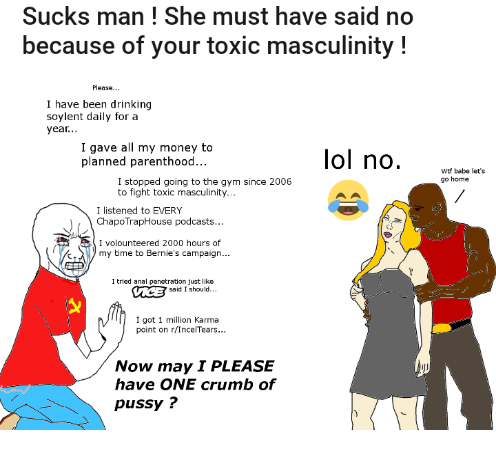 Sucks man ! She must have said no
because of your toxic masculinity !
Please...
I have been drinking
soylent daily for a
year...
I gave all my money to
planned parenthood...
I stopped going to the gym since 2006
to fight toxic masculinity...
I listened to EVERY
ChapoTrapHouse podcasts...
I volounteered 2000 hours of
my time to Bernie's campaign...
I tried anal penetration just like
VICE said I should...
I got 1 million Karma
point on r/IncelTears...
Now may I PLEASE
have ONE crumb of
pussy ?
lol no.
Wtf babe let's
go home